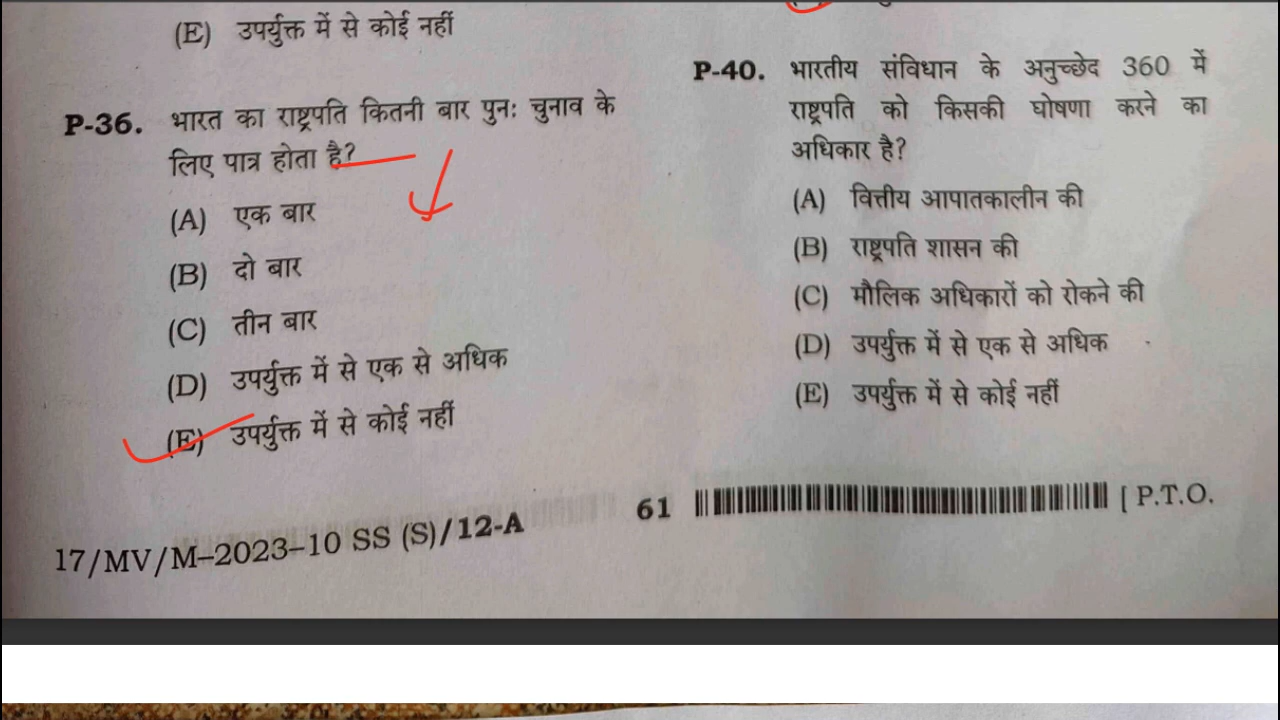 (E) उपर्युक्त में से कोई नहीं
P-36. भारत का राष्ट्रपति कितनी बार पुनः चुनाव के
लिए पात्र होता है?
(A) एक बार
(B) दो बार
(C) तीन बार
(D) उपर्युक्त में से एक से अधिक
(E) उपर्युक्त में से कोई नहीं
17/MV/M–2023–10 SS (S)/12-A
P-40. भारतीय संविधान के अनुच्छेद 360 में
राष्ट्रपति को किसकी घोषणा करने का
अधिकार है?
(A) वित्तीय आपातकालीन की
(B) राष्ट्रपति शासन की
(C) मौलिक अधिकारों को रोकने की
(D) उपर्युक्त में से एक से अधिक
(E) उपर्युक्त में से कोई नहीं
61 [ P.T.O.